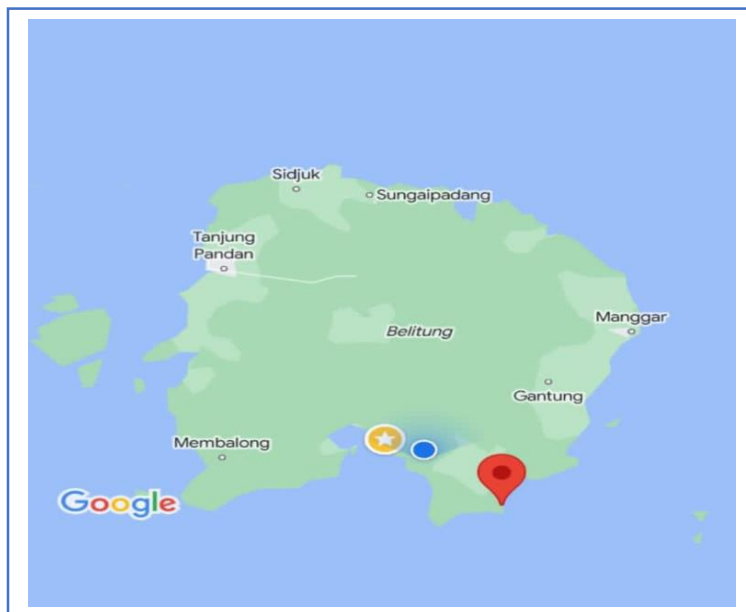 Sidjuk
Sungaipadang
Tanjung
Pandan
Manggar
Belitung
Gantung
Membalong
Google